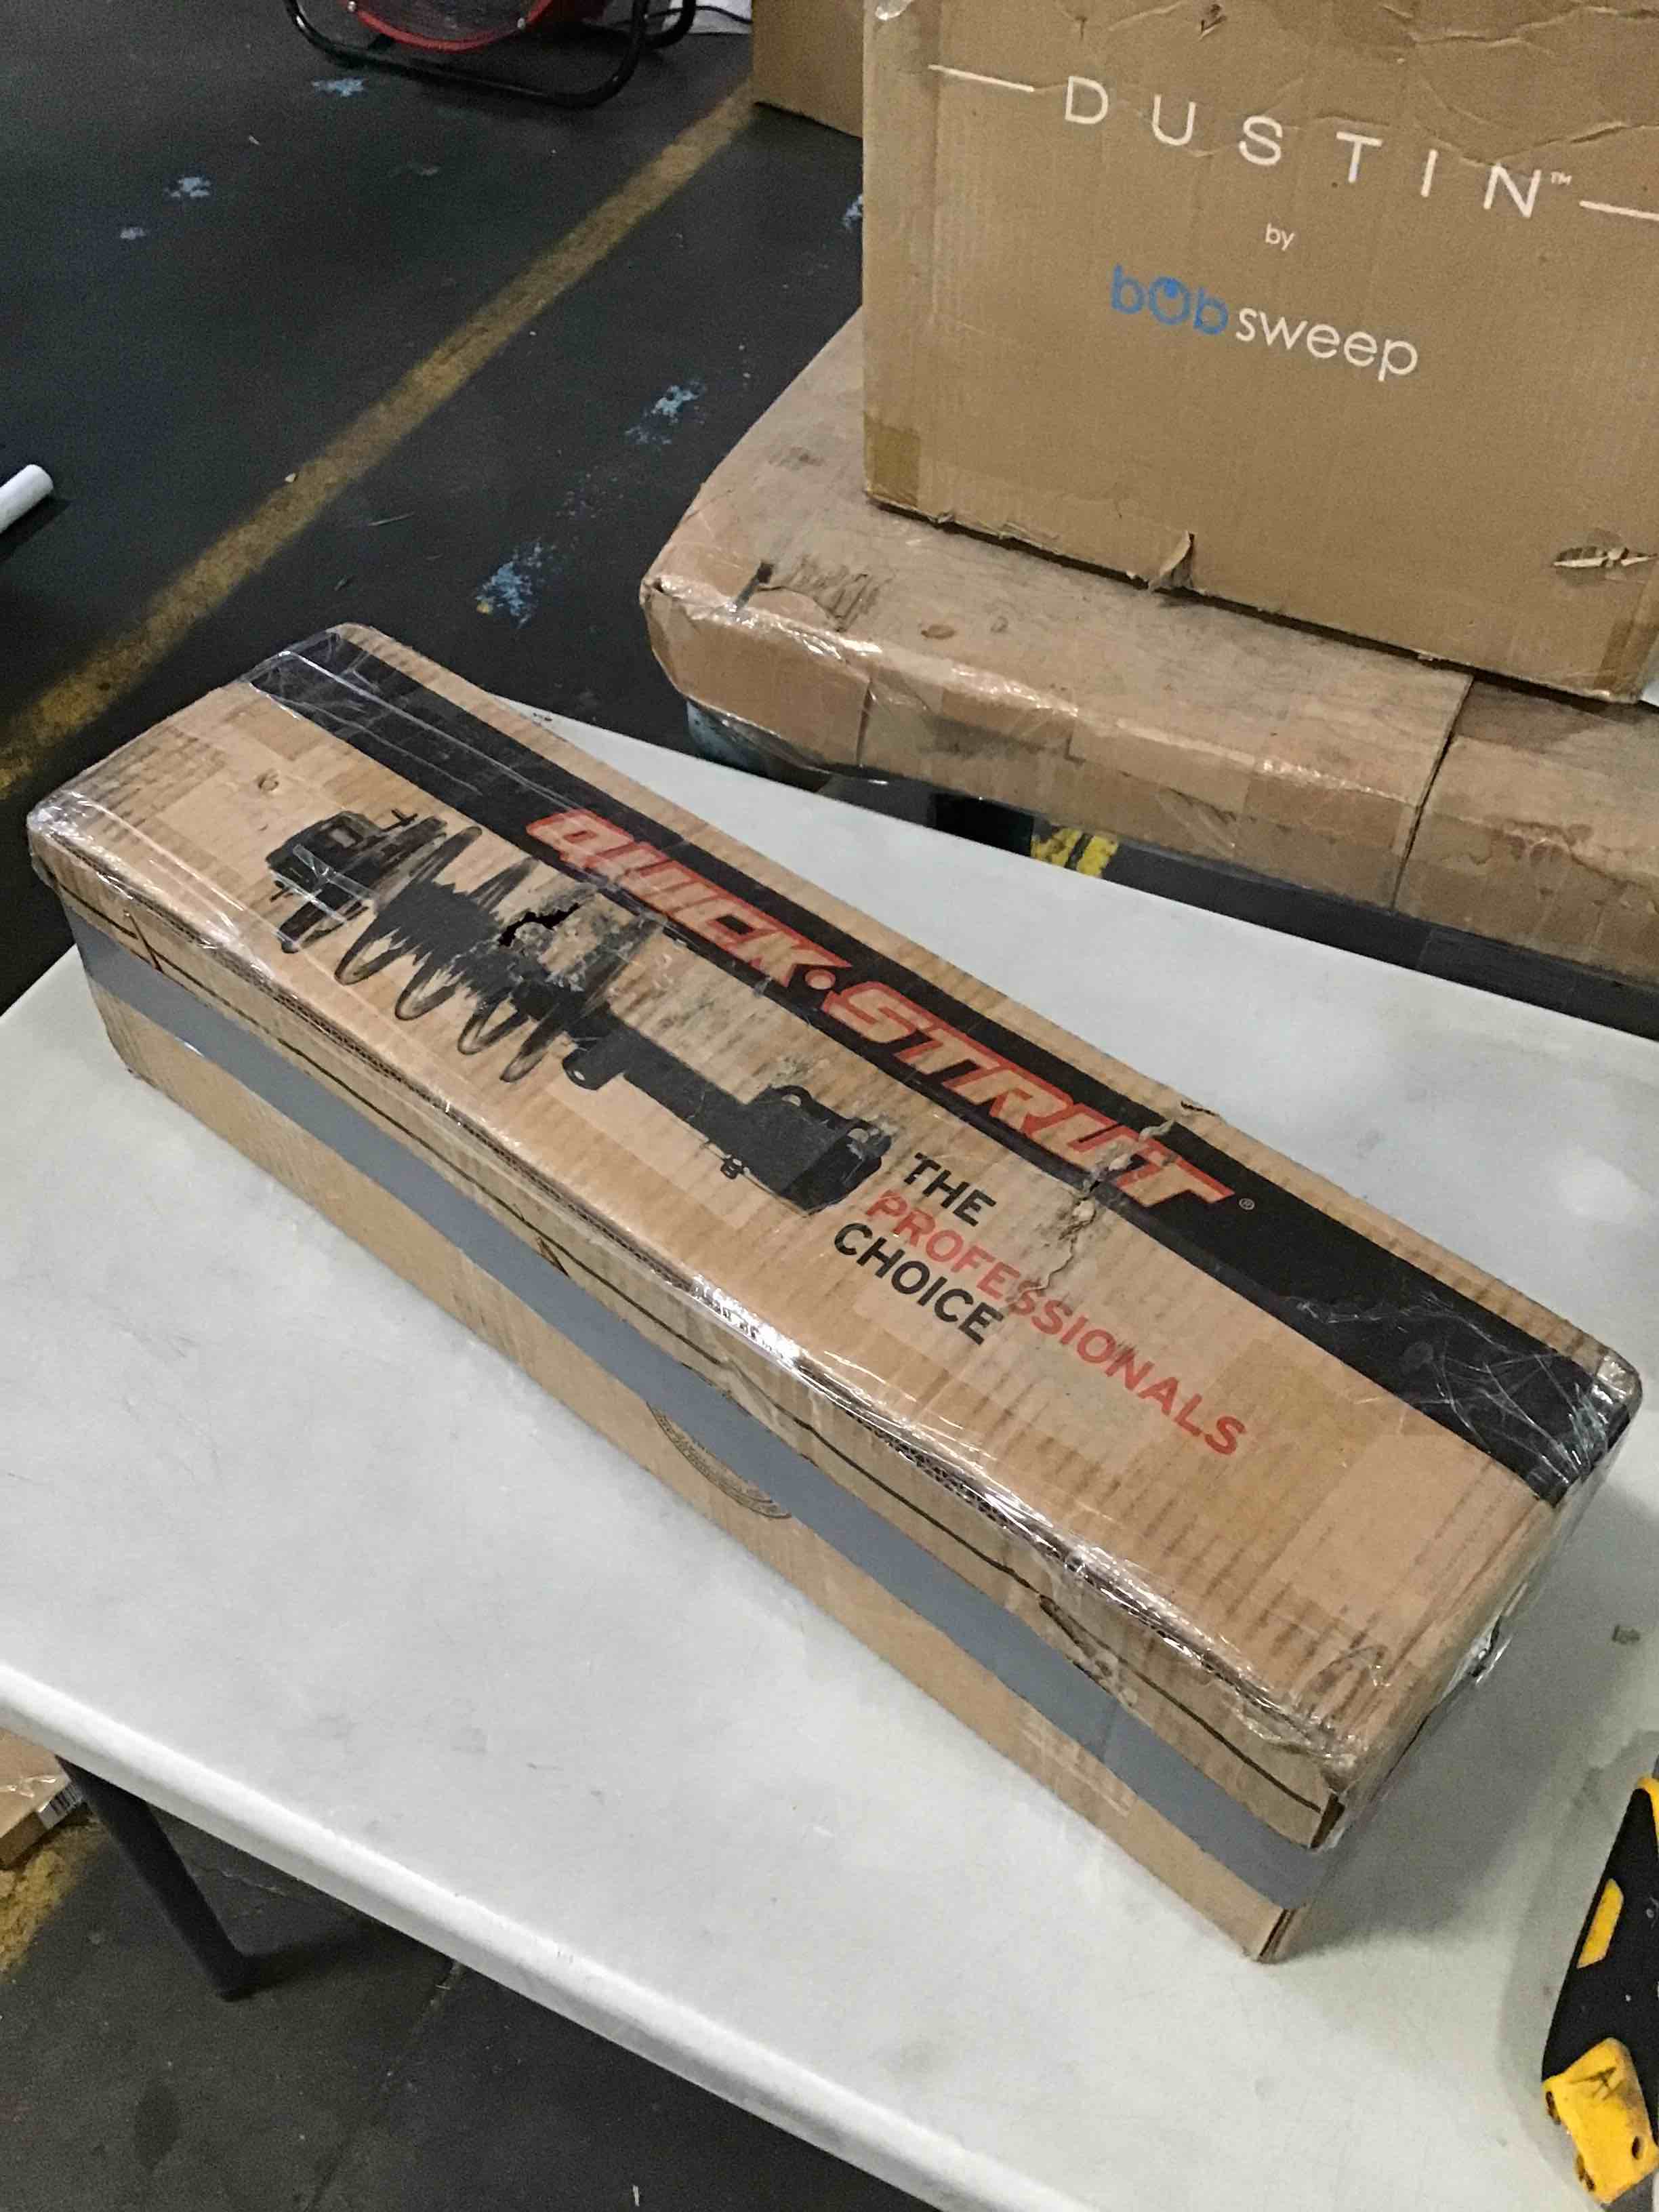 DUSTIN™
by
bobsweep
QUICK·STRUT®
THE
PROFESSIONALS
CHOICE